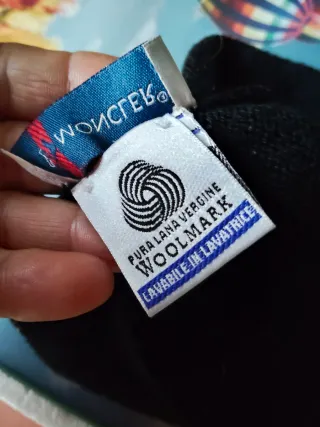 MONCLER®
PURA LANA VERGINE
WOOLMARK
LAVABILE IN LAVATRICE